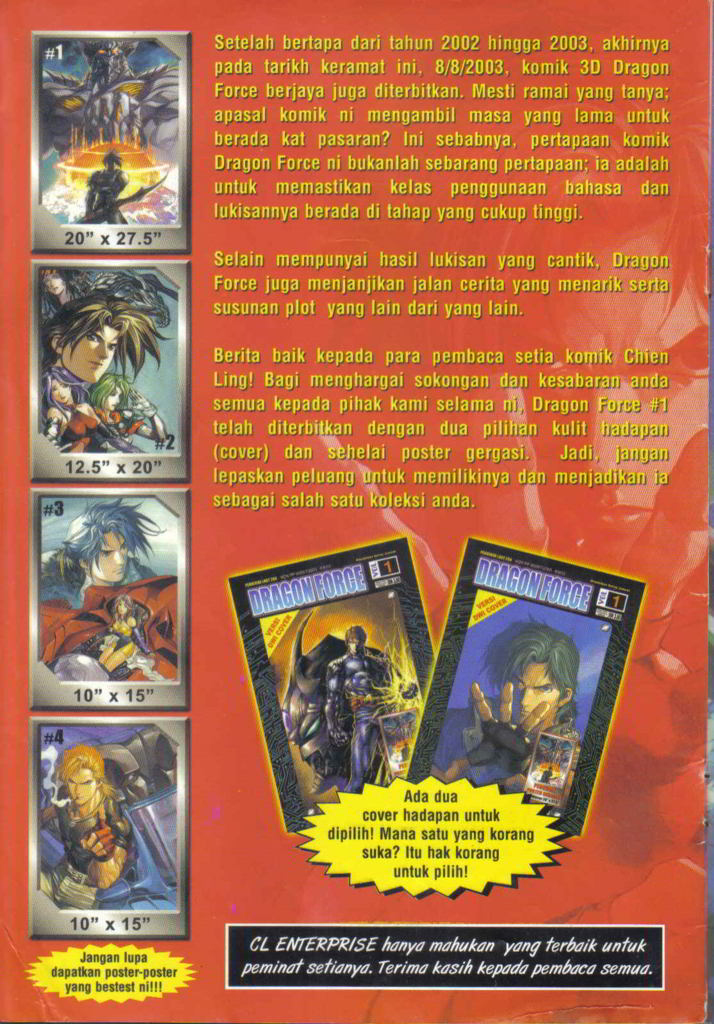 #1
20" x 27.5"
#2
12.5" x 20"
#3
10" x 15"
#4
10" x 15"
Jangan lupa
dapatkan poster-poster
yang bestest ni!!!
Setelah bertapa dari tahun 2002 hingga 2003, akhirnya
pada tarikh keramat ini, 8/8/2003, komik 3D Dragon
Force berjaya juga diterbitkan. Mesti ramai yang tanya;
apasal komik ni mengambil masa yang lama untuk
berada kat pasaran? Ini sebabnya, pertapaan komik
Dragon Force ni bukanlah sebarang pertapaan; ia adalah
untuk memastikan kelas penggunaan bahasa dan
lukisannya berada di tahap yang cukup tinggi.
Selain mempunyai hasil lukisan yang cantik, Dragon
Force juga menjanjikan jalan cerita yang menarik serta
susunan plot yang lain dari yang lain.
Berita baik kepada para pembaca setia komik Chien
Ling! Bagi menghargai sokongan dan kesabaran anda
semua kepada pihak kami selama ni, Dragon Force #1
telah diterbitkan dengan dua pilihan kulit hadapan
(cover) dan sehelai poster gergasi. Jadi, jangan
lepaskan peluang untuk memilikinya dan menjadikan ia
sebagai salah satu koleksi anda.
DRAGON FORCE
1
VERSI
DWI COVER
DRAGON FORCE
1
VERSI
DWI COVER
Ada dua
cover hadapan untuk
dipilih! Mana satu yang korang
suka? Itu hak korang
untuk pilih!
CL ENTERPRISE hanya mahukan yang terbaik untuk
peminat setianya. Terima kasih kepada pembaca semua.